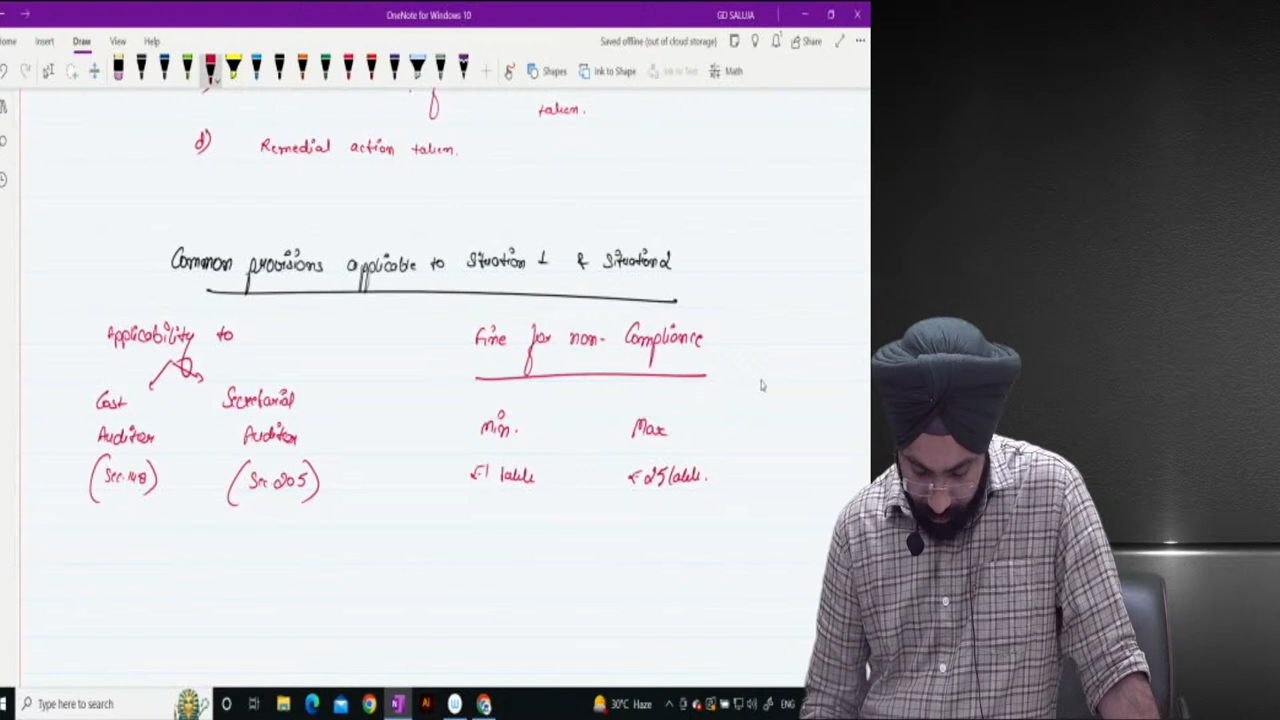 OneNote for Windows 10
GD SALUJA
Home Insert Draw View Help
Saved offline (out of cloud storage)
Share
Shapes
Ink to Shape
Ink to Text
Math
taken.
d) Remedial action taken.
Common provisions applicable to Situation 1 & Situation 2
Applicability to
Fine for non-Compliance
Cost Secretarial
Auditor Auditor
Min. Max
(Sec. 148) (Sec. 205)
₹1 lakh ₹25 lakh.
Type here to search
30°C Haze
ENG